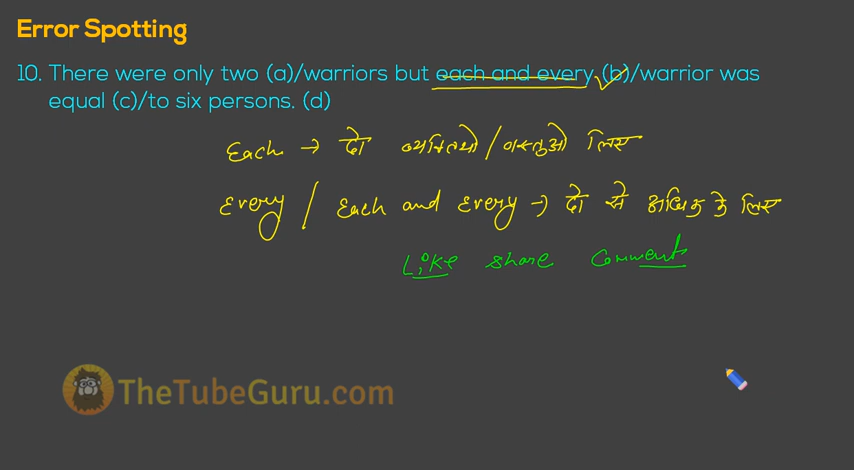 Error Spotting
10. There were only two (a)/warriors but each and every (b)/warrior was
equal (c)/to six persons. (d)
Each → दो व्यक्तियो / वस्तुओ लिए
Every / Each and Every → दो से अधिक के लिए
Like share Comment
TheTubeGuru.com